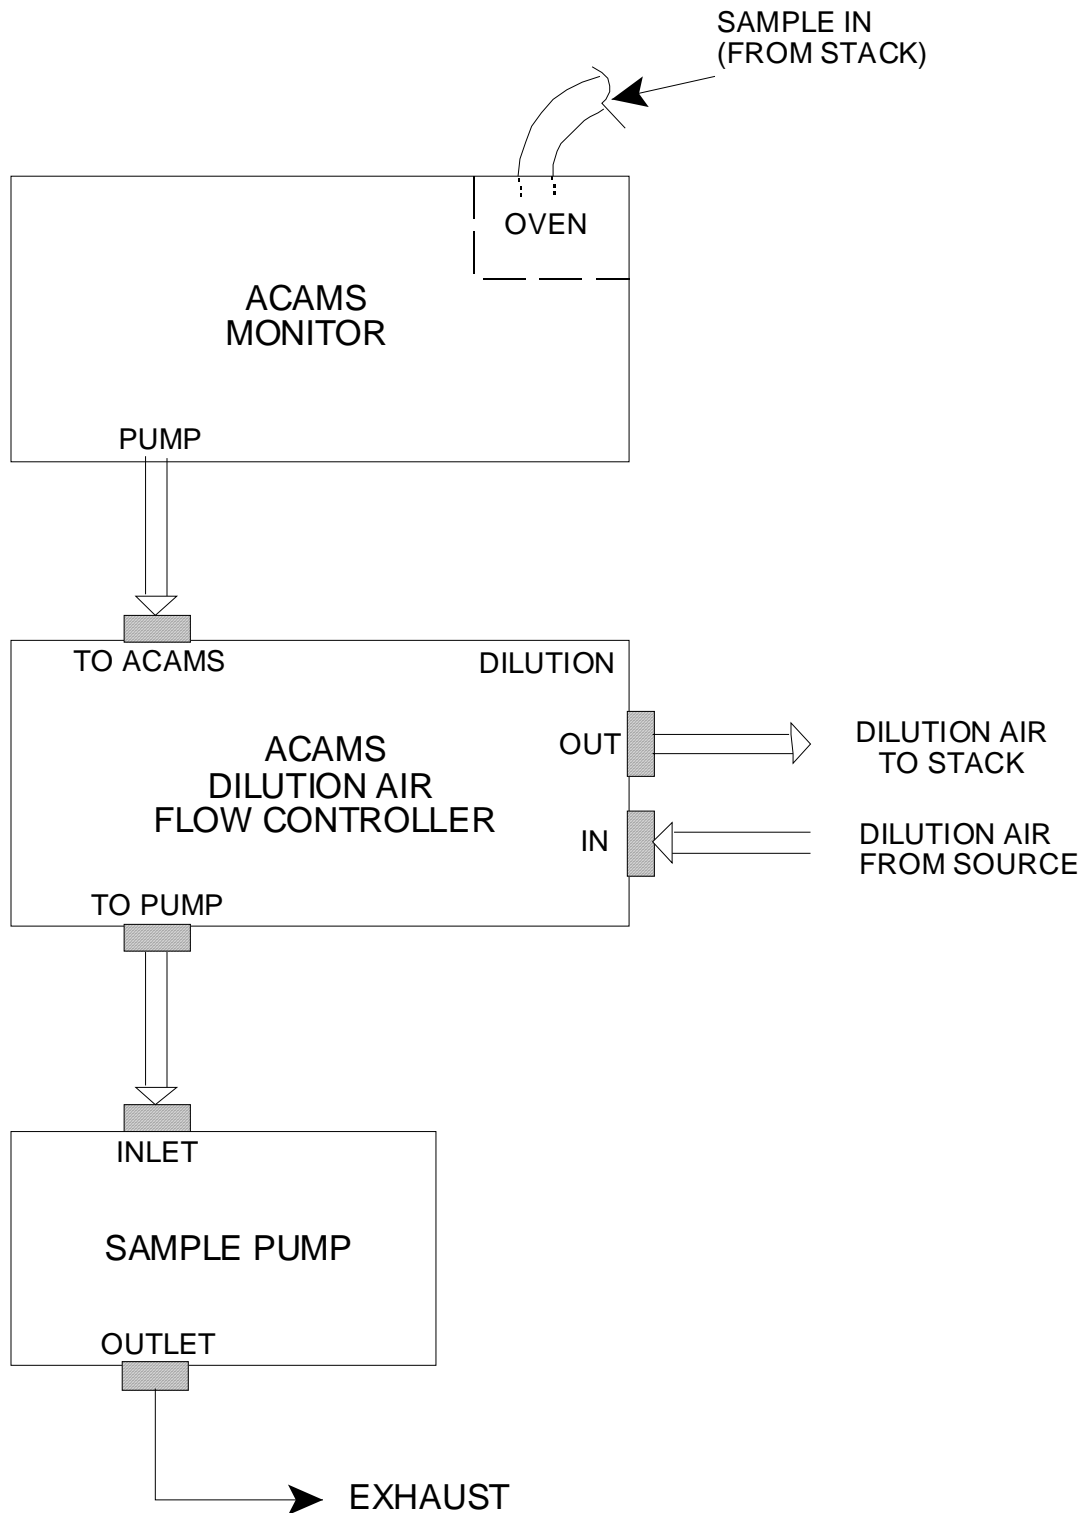 SAMPLE IN
(FROM STACK)
OVEN
ACAMS
MONITOR
PUMP
TO ACAMS
DILUTION
OUT
DILUTION AIR
TO STACK
ACAMS
DILUTION AIR
FLOW CONTROLLER
IN
DILUTION AIR
FROM SOURCE
TO PUMP
INLET
SAMPLE PUMP
OUTLET
EXHAUST